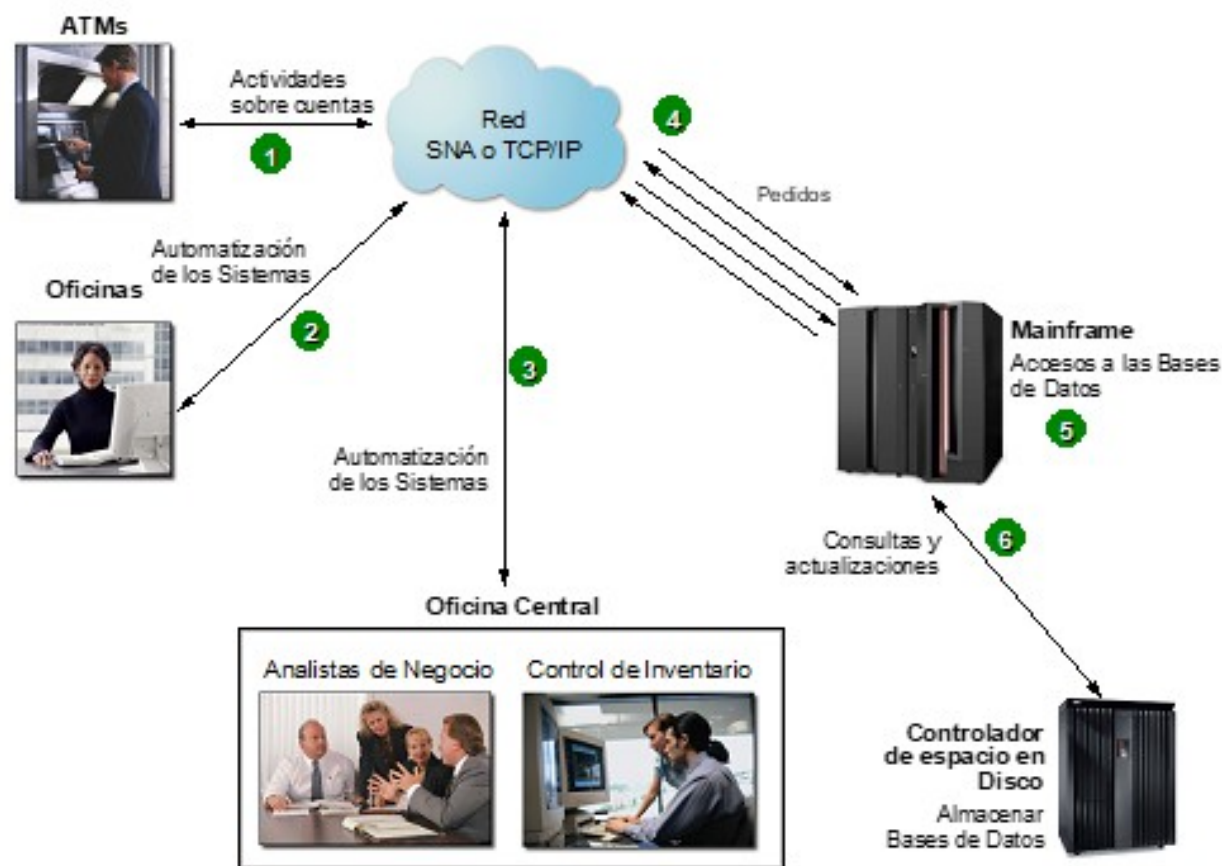 ATMs
Actividades
sobre cuentas
1
Red
SNA o TCP/IP
4
Pedidos
Automatización
de los Sistemas
Oficinas
2
3
Mainframe
Accesos a las Bases
de Datos
5
Automatización
de los Sistemas
Consultas y
actualizaciones
6
Oficina Central
Analistas de Negocio
Control de Inventario
Controlador
de espacio en
Disco
Almacenar
Bases de Datos